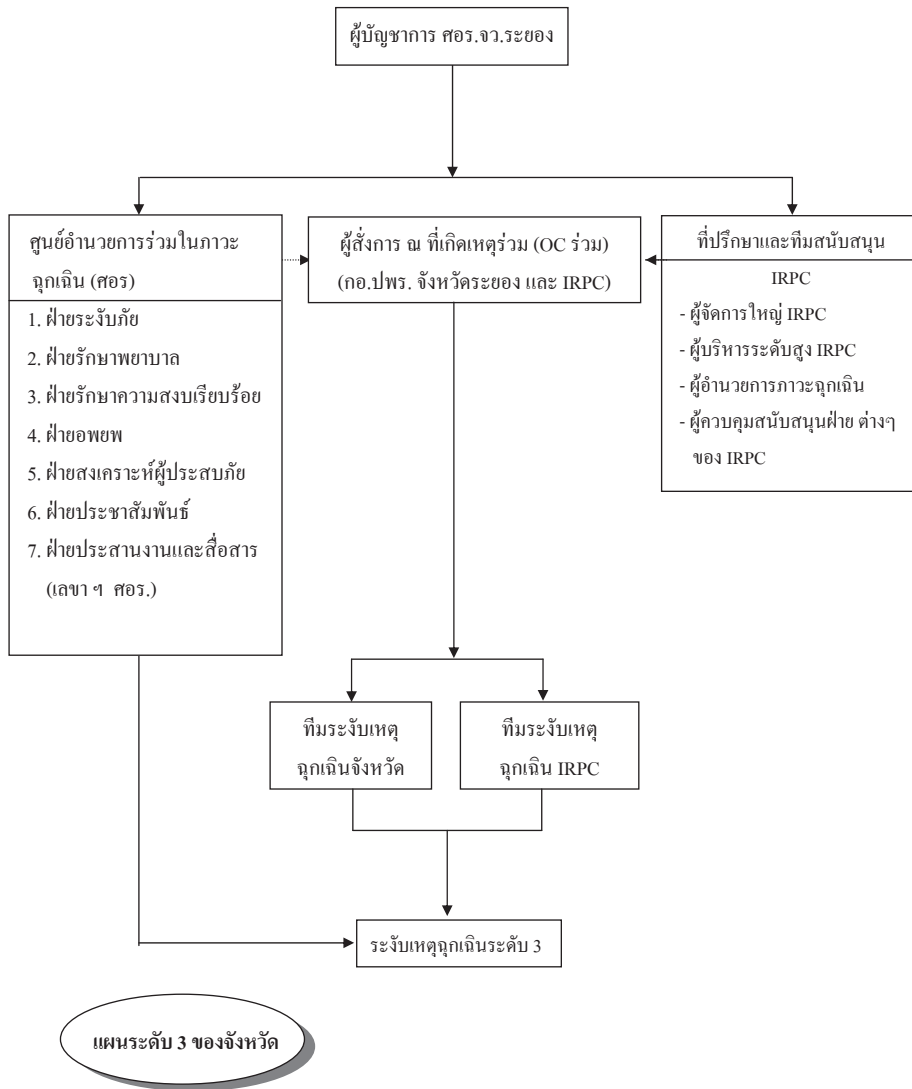 ผู้บัญชาการ ศอร.จว.ระยอง
ศูนย์อำนวยการร่วมในภาวะ
ฉุกเฉิน (ศอร)
1. ฝ่ายระงับภัย
2. ฝ่ายรักษาพยาบาล
3. ฝ่ายรักษาความสงบเรียบร้อย
4. ฝ่ายอพยพ
5. ฝ่ายสงเคราะห์ผู้ประสบภัย
6. ฝ่ายประชาสัมพันธ์
7. ฝ่ายประสานงานและสื่อสาร
(เลขา ฯ ศอร.)
ผู้สั่งการ ณ ที่เกิดเหตุร่วม (OC ร่วม)
(กอ.ปพร. จังหวัดระยอง และ IRPC)
ที่ปรึกษาและทีมสนับสนุน
IRPC
- ผู้จัดการใหญ่ IRPC
- ผู้บริหารระดับสูง IRPC
- ผู้อำนวยการภาวะฉุกเฉิน
- ผู้ควบคุมสนับสนุนฝ่าย ต่างๆ
ของ IRPC
ทีมระงับเหตุ
ฉุกเฉินจังหวัด
ทีมระงับเหตุ
ฉุกเฉิน IRPC
ระงับเหตุฉุกเฉินระดับ 3
แผนระดับ 3 ของจังหวัด